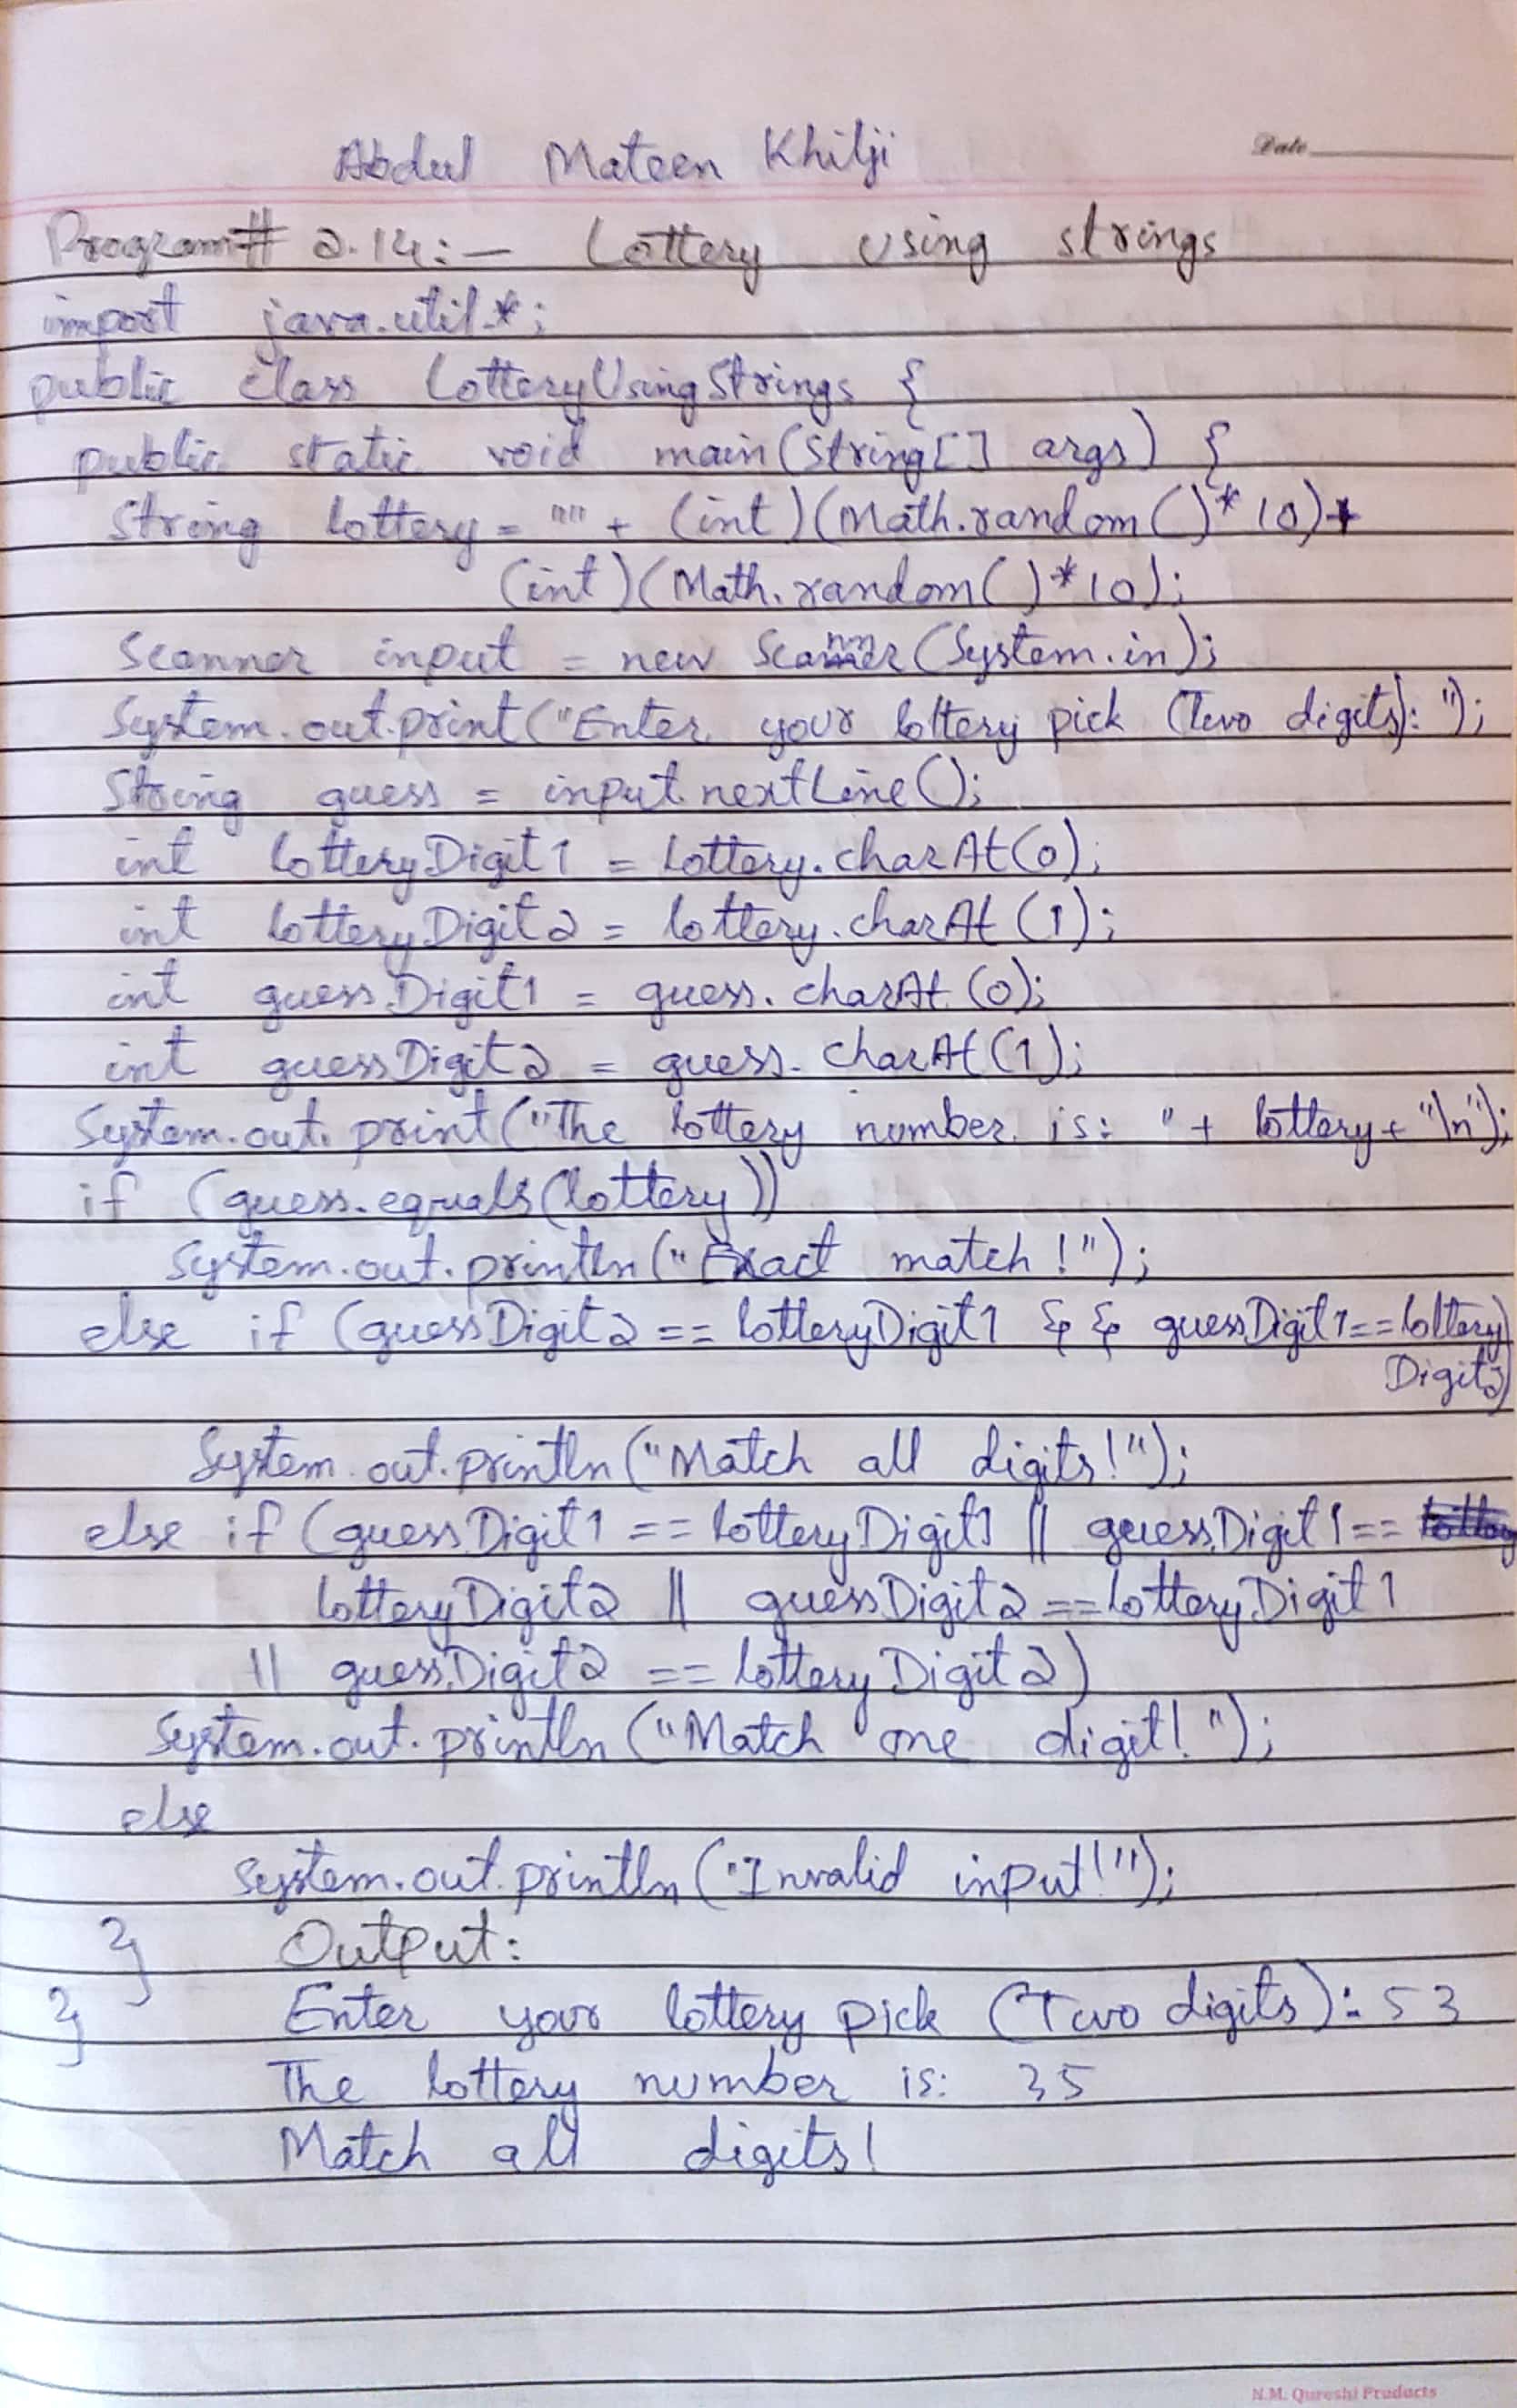 Abdul Mateen Khilji
Date
Program# 2.14:- Lottery using strings
import java.util.*;
public class LotteryUsingStrings {
public static void main(String[] args) {
String lottery = "" + (int)(Math.random()*10)+
(int)(Math.random()*10);
Scanner input = new Scanner(System.in);
System.out.print("Enter your lottery pick (Two digits): ");
String guess = input.nextLine();
int lotteryDigit1 = lottery.charAt(0);
int lotteryDigit2 = lottery.charAt(1);
int guessDigit1 = guess.charAt(0);
int guessDigit2 = guess.charAt(1);
System.out.print("The lottery number is: "+ lottery+ "\n");
if (guess.equals(lottery))
System.out.println("Exact match!");
else if (guessDigit2 == lotteryDigit1 && guessDigit1==lottery
Digit2)
System.out.println("Match all digits!");
else if (guessDigit1 == lotteryDigit1 || guessDigit1==
lotteryDigit2 || guessDigit2 == lotteryDigit1
|| guessDigit2 == lotteryDigit2)
System.out.println("Match one digit!");
else
System.out.println("Invalid input!");
} Output:
} Enter your lottery pick (Two digits): 53
The lottery number is: 35
Match all digits!
N.M. Qureshi Products